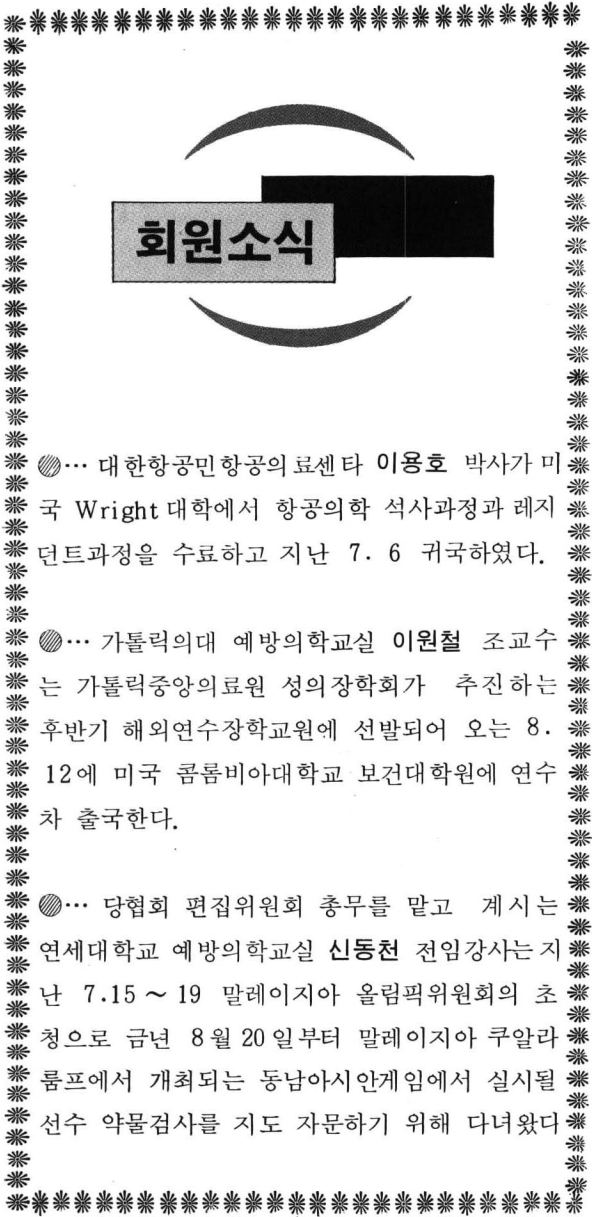 회원소식
… 대한항공민항공의료센타 이용호 박사가 미
국 Wright 대학에서 항공의학 석사과정과 레지
던트과정을 수료하고 지난 7. 6 귀국하였다.
… 가톨릭의대 예방의학교실 이원철 조교수
는 가톨릭중앙의료원 성의장학회가 추진하는
후반기 해외연수장학교원에 선발되어 오는 8.
12에 미국 콤롬비아대학교 보건대학원에 연수
차 출국한다.
… 당협회 편집위원회 총무를 맡고 계시는
연세대학교 예방의학교실 신동천 전임강사는 지
난 7.15 ~ 19 말레이지아 올림픽위원회의 초
청으로 금년 8월 20일부터 말레이지아 쿠알라
룸프에서 개최되는 동남아시안게임에서 실시될
선수 약물검사를 지도 자문하기 위해 다녀왔다